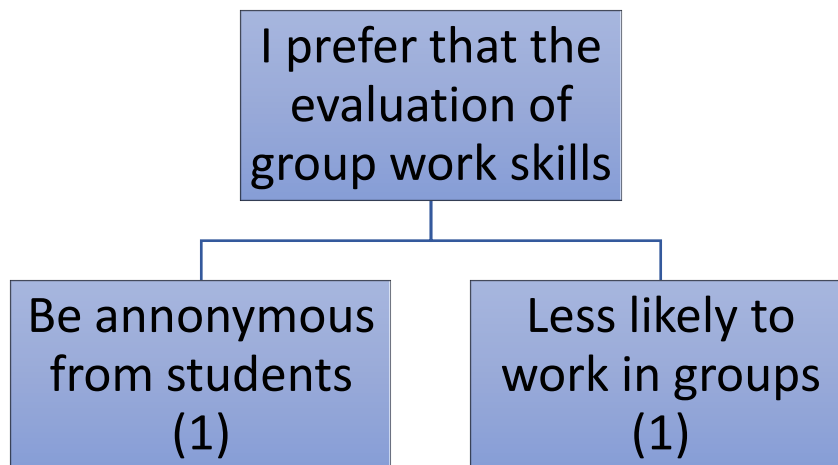 I prefer that the
evaluation of
group work skills
Be annonymous
from students
(1)
Less likely to
work in groups
(1)